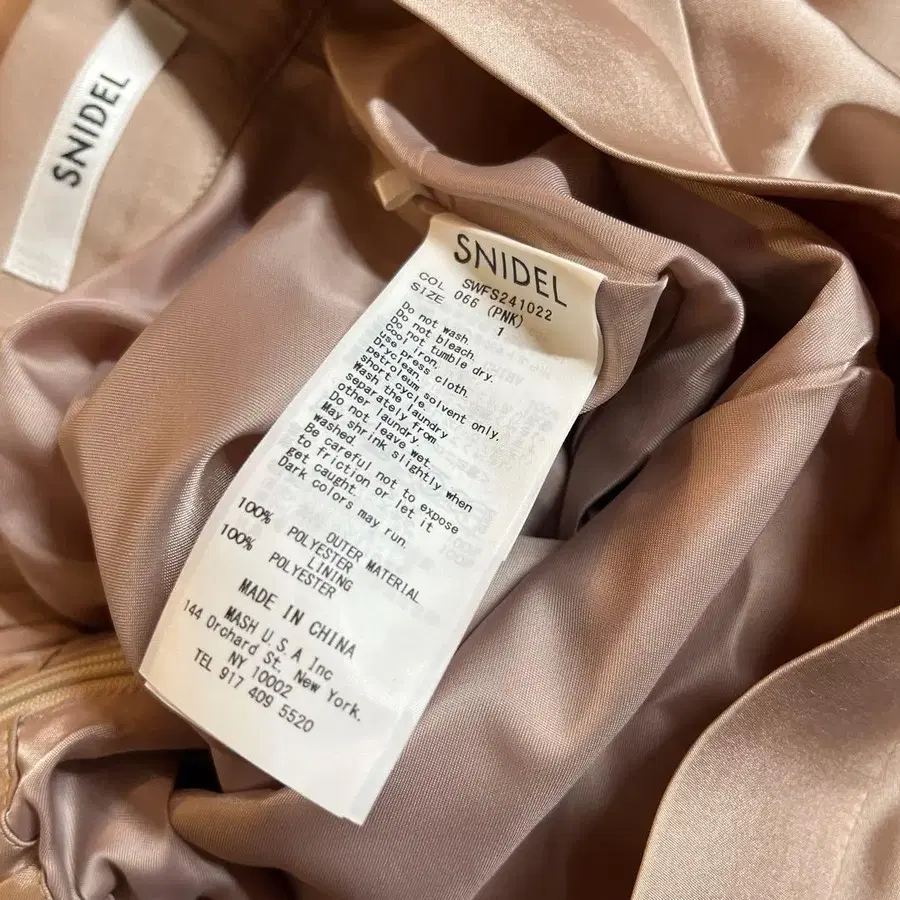 SNIDEL
SNIDEL
SWFS241022
COL 066 (PNK)
SIZE 1
Do not wash.
Do not bleach.
Do not tumble dry.
Cool iron.
use press cloth.
Dryclean.
petroleum solvent only.
short cycle.
Wash the laundry
separately from
other laundry.
Do not leave wet.
May shrink slightly when
washed.
Be careful not to expose
to friction or let it
get caught.
Dark colors may run.
OUTER MATERIAL
100% POLYESTER
LINING
100% POLYESTER
MADE IN CHINA
MASH U.S.A Inc
144 Orchard St. New York.
NY 10002
TEL 917 409 5520